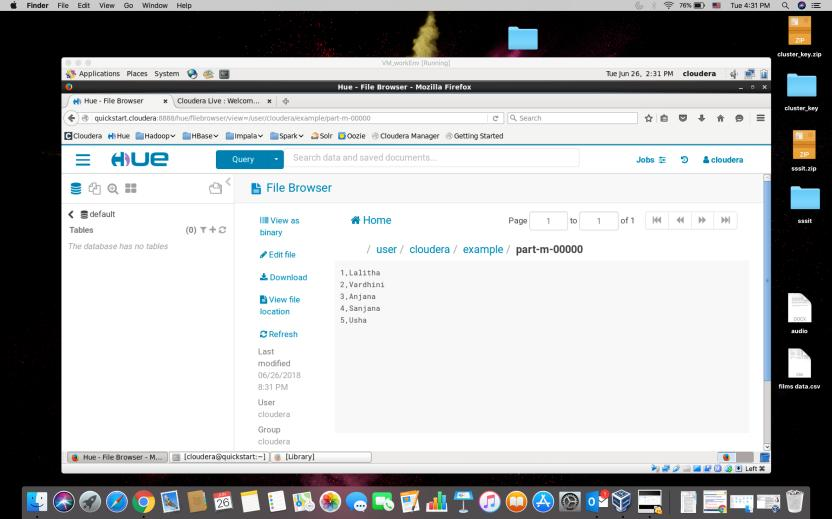 Finder File Edit View Go Window Help 76% Tue 4:31 PM
VM_workEnv [Running]
Applications Places System Tue Jun 26, 2:31 PM cloudera
Hue - File Browser - Mozilla Firefox
Hue - File Browser × Cloudera Live : Welcom... ×
quickstart.cloudera:8888/hue/filebrowser/view=/user/cloudera/example/part-m-00000 Search
Cloudera Hue Hadoop HBase Impala Spark Solr Oozie Cloudera Manager Getting Started
HUE Query Search data and saved documents... Jobs cloudera
File Browser
default
Tables (0)
The database has no tables
View as
binary
Edit file
Download
View file
location
Refresh
Last
modified
06/26/2018
8:31 PM
User
cloudera
Group
cloudera
Home Page 1 to 1 of 1
/ user / cloudera / example / part-m-00000
1,Lalitha
2,Vardhini
3,Anjana
4,Sanjana
5,Usha
Hue - File Browser - M... [cloudera@quickstart:~] [Library]
Left ⌘
ZIP
cluster_key.zip
cluster_key
ZIP
sssit.zip
sssit
DOCX
audio
films data.csv
26
1